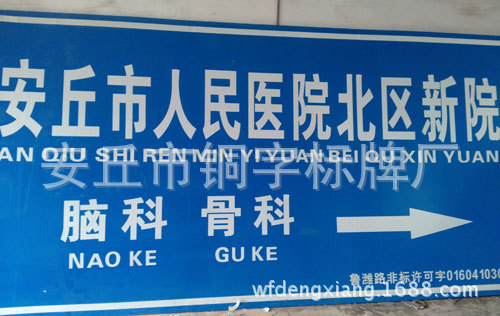 安丘市人民医院北区新院
AN QIU SHI REN MIN YI YUAN BEI QU XIN YUAN
安丘市铜字标牌厂
脑科 骨科
NAO KE GU KE
鲁潍路非标许可字016041030
wfdengxiang.1688.com